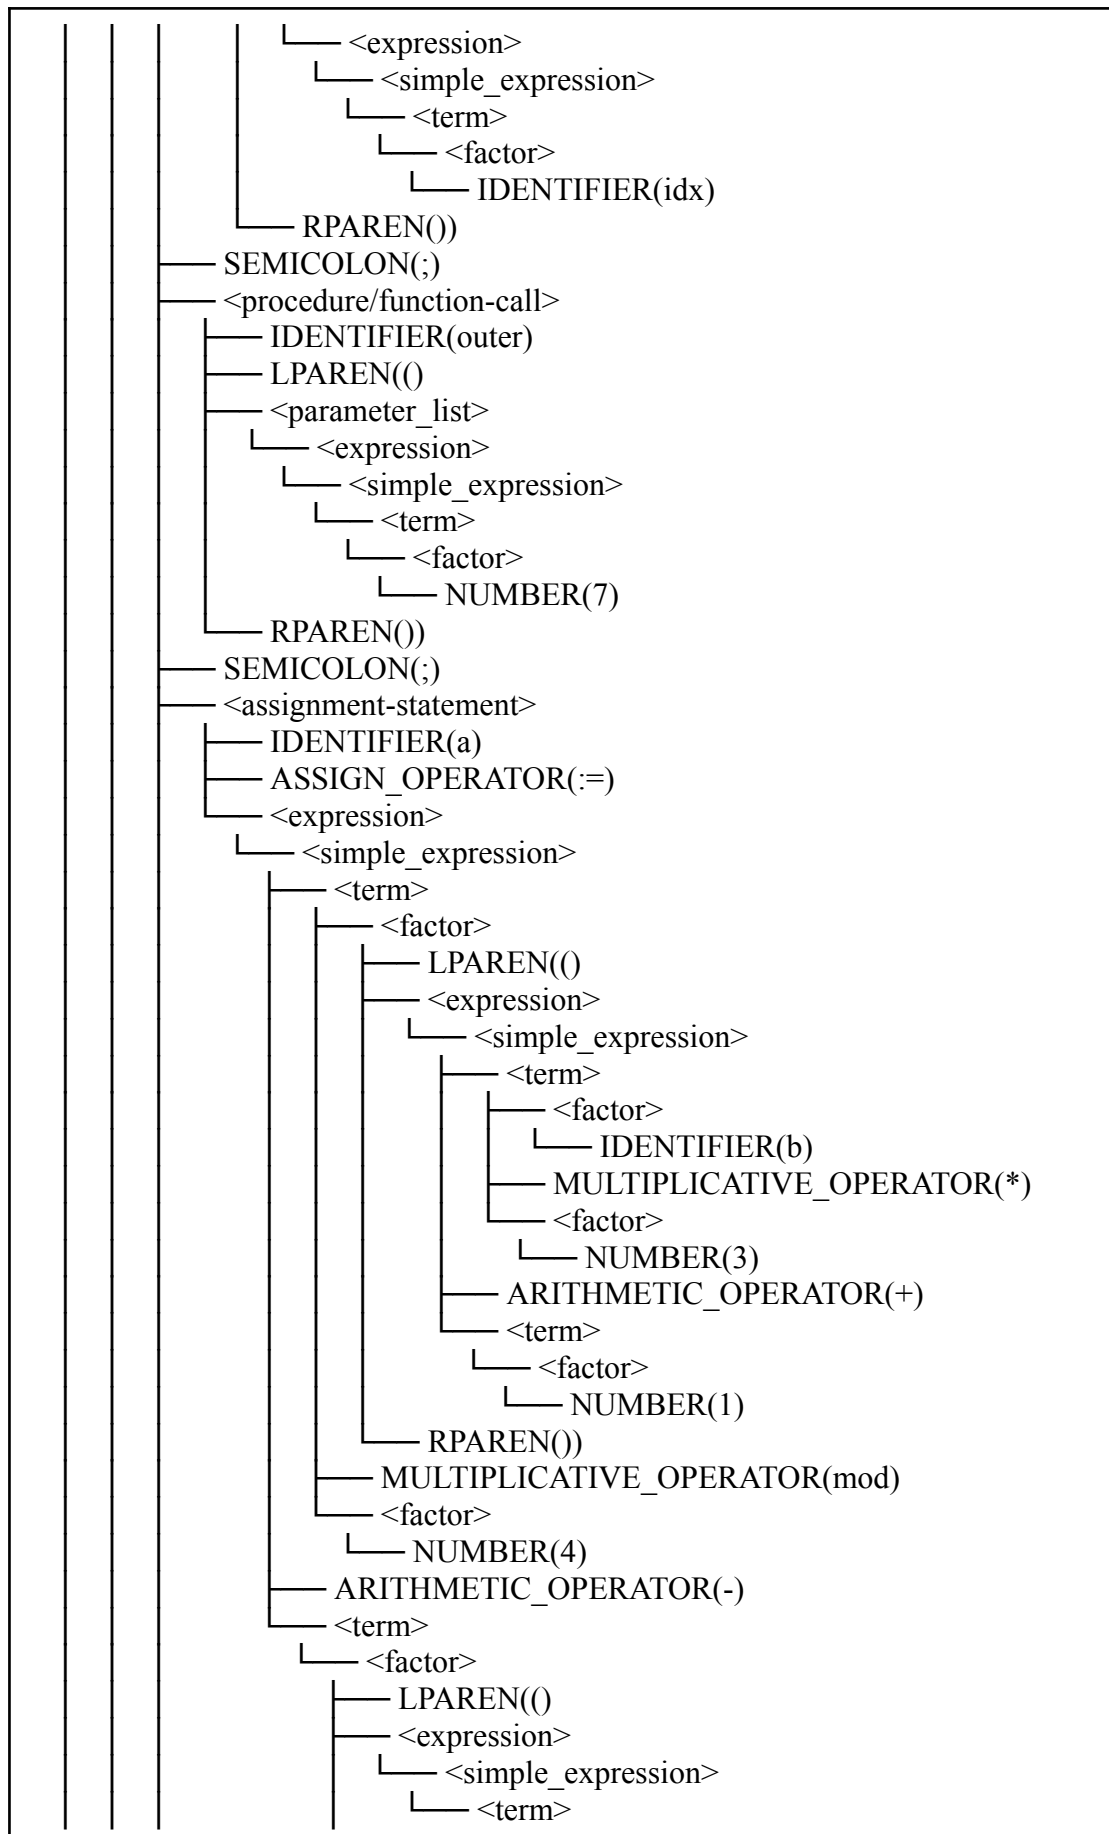 <expression>
<simple_expression>
<term>
<factor>
IDENTIFIER(idx)
RPAREN())
SEMICOLON(;)
<procedure/function-call>
IDENTIFIER(outer)
LPAREN(()
<parameter_list>
<expression>
<simple_expression>
<term>
<factor>
NUMBER(7)
RPAREN())
SEMICOLON(;)
<assignment-statement>
IDENTIFIER(a)
ASSIGN_OPERATOR(:=)
<expression>
<simple_expression>
<term>
<factor>
LPAREN(()
<expression>
<simple_expression>
<term>
<factor>
IDENTIFIER(b)
MULTIPLICATIVE_OPERATOR(*)
<factor>
NUMBER(3)
ARITHMETIC_OPERATOR(+)
<term>
<factor>
NUMBER(1)
RPAREN())
MULTIPLICATIVE_OPERATOR(mod)
<factor>
NUMBER(4)
ARITHMETIC_OPERATOR(-)
<term>
<factor>
LPAREN(()
<expression>
<simple_expression>
<term>